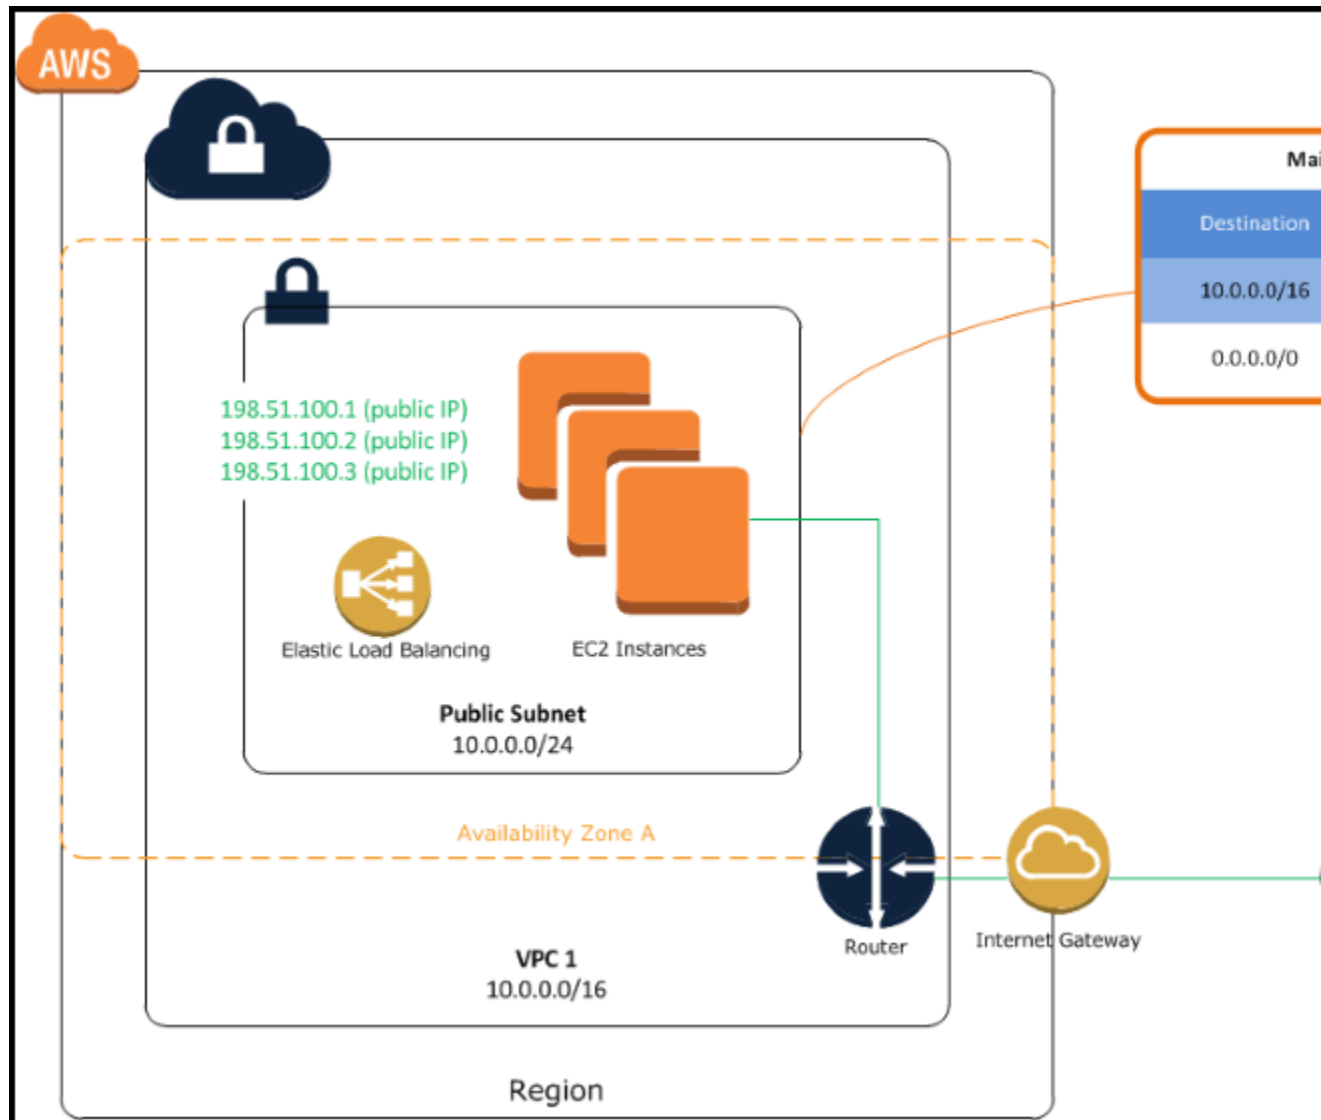 AWS
Mai
Destination
10.0.0.0/16
0.0.0.0/0
198.51.100.1 (public IP)
198.51.100.2 (public IP)
198.51.100.3 (public IP)
Elastic Load Balancing
EC2 Instances
Public Subnet
10.0.0.0/24
Availability Zone A
Router
Internet Gateway
VPC 1
10.0.0.0/16
Region